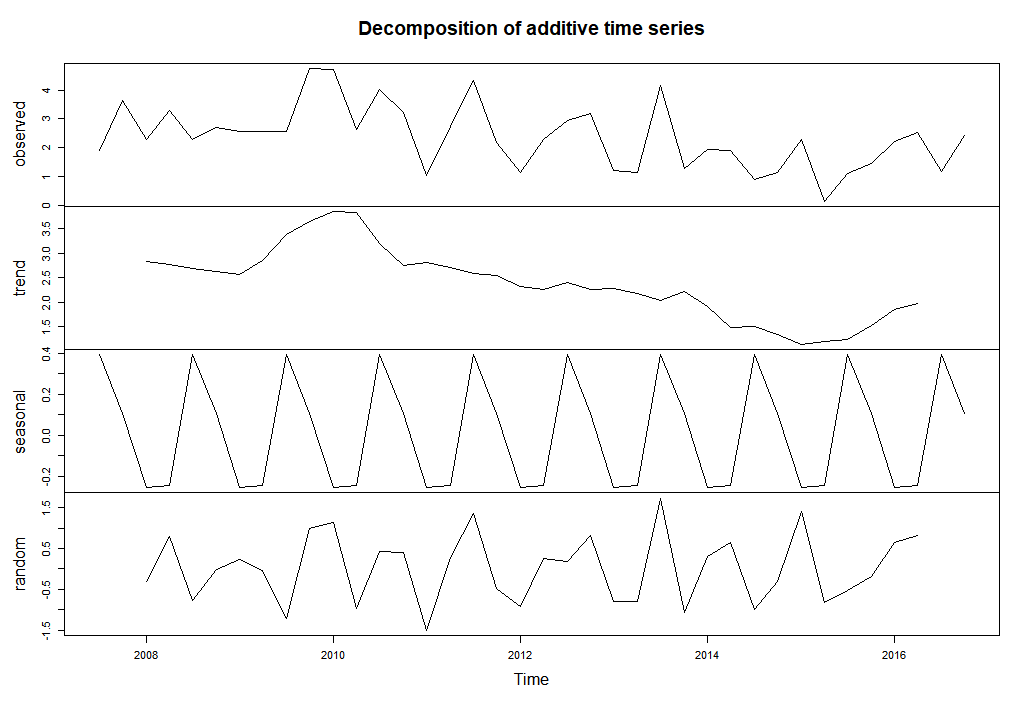 Decomposition of additive time series
observed
0 1 2 3 4
trend
1.5 2.0 2.5 3.0 3.5
seasonal
-0.2 0.0 0.2 0.4
random
-1.5 -0.5 0.5 1.5
2008 2010 2012 2014 2016
Time